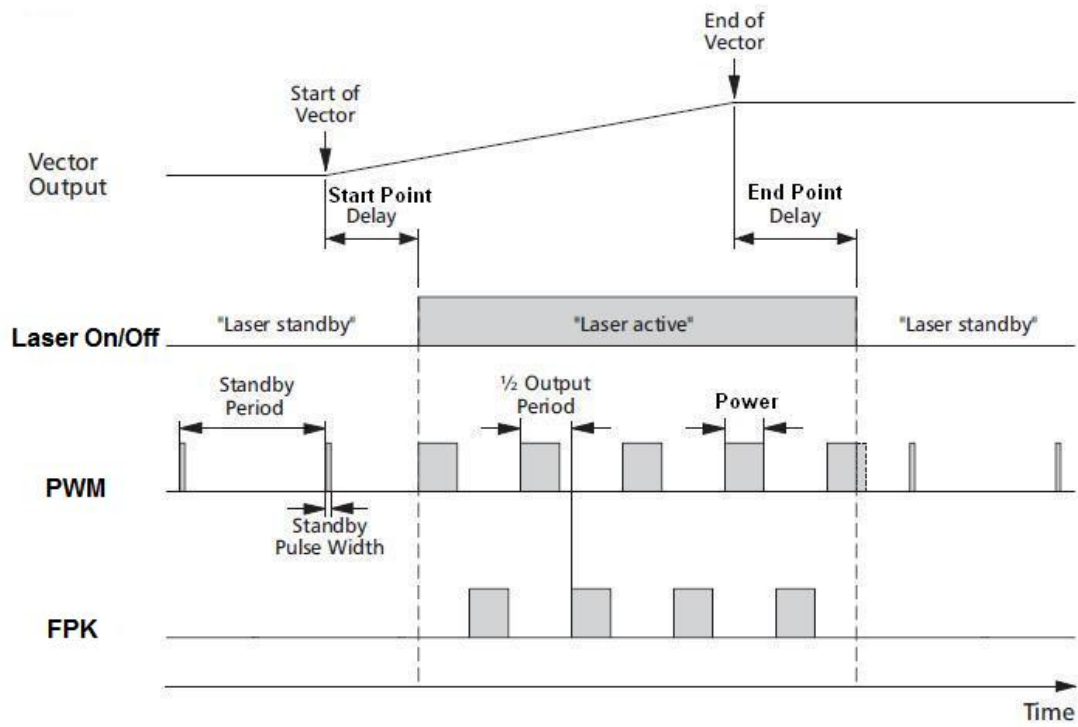 End of
Vector
Start of
Vector
Vector
Output
Start Point
Delay
End Point
Delay
Laser On/Off
"Laser standby"
"Laser active"
"Laser standby"
Standby
Period
½ Output
Period
Power
PWM
Standby
Pulse Width
FPK
Time